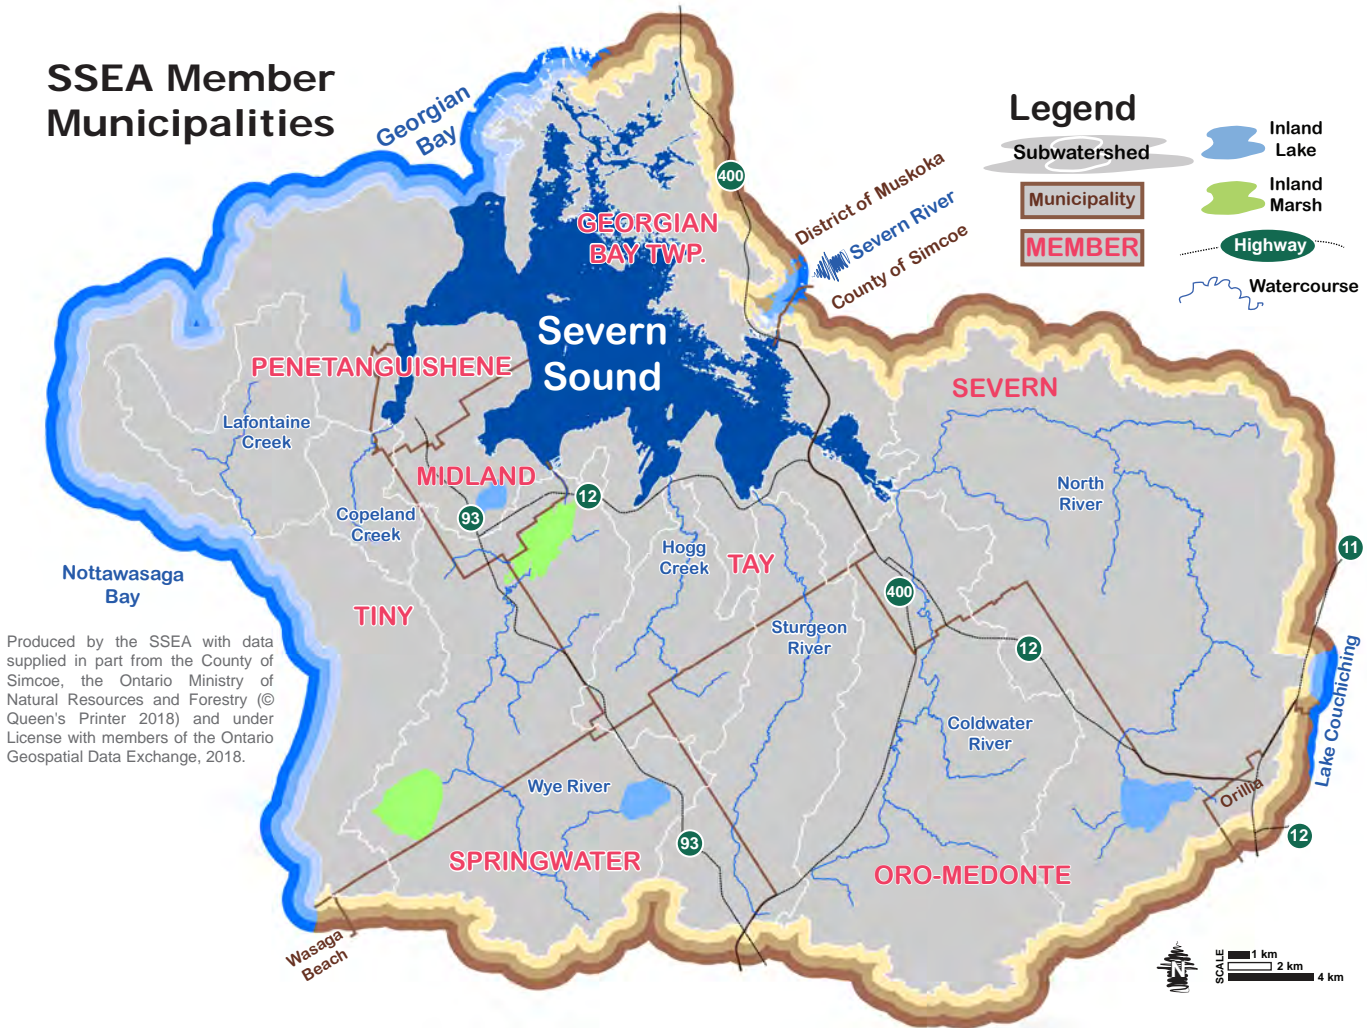 SSEA Member
Municipalities
Georgian
Bay
Legend
Subwatershed
Municipality
MEMBER
Inland
Lake
Inland
Marsh
Highway
Watercourse
400
District of Muskoka
Severn River
County of Simcoe
GEORGIAN
BAY TWP.
Severn
Sound
PENETANGUISHENE
SEVERN
Lafontaine
Creek
MIDLAND
North
River
93
12
Copeland
Creek
Hogg
Creek
TAY
11
Nottawasaga
Bay
400
TINY
Sturgeon
River
12
Produced by the SSEA with data
supplied in part from the County of
Simcoe, the Ontario Ministry of
Natural Resources and Forestry (©
Queen's Printer 2018) and under
License with members of the Ontario
Geospatial Data Exchange, 2018.
Lake Couchiching
Coldwater
River
Wye River
Orillia
93
12
SPRINGWATER
ORO-MEDONTE
Wasaga
Beach
N
SCALE
1 km
2 km
4 km